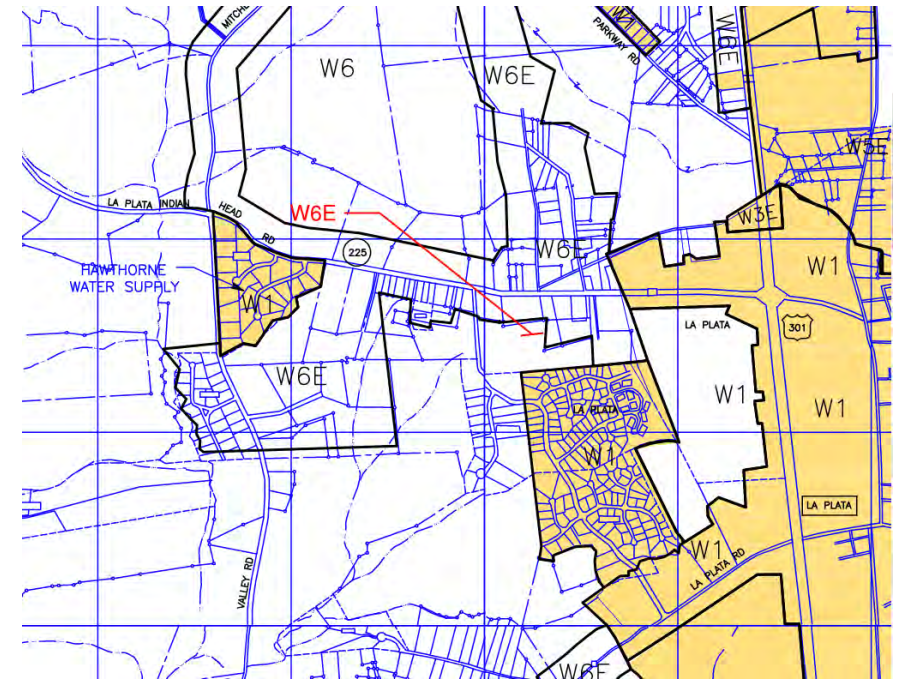 MITCHE
W1
PARKWAY RD
W6E
W6
W6E
W5E
LA PLATA INDIAN
HEAD
RD
W6E
W3E
225
W6E
W1
HAWTHORNE
WATER SUPPLY
W1
LA PLATA
301
W6E
W1
W1
LA PLATA
W1
LA PLATA
W1
LA PLATA RD
VALLEY RD
W6E